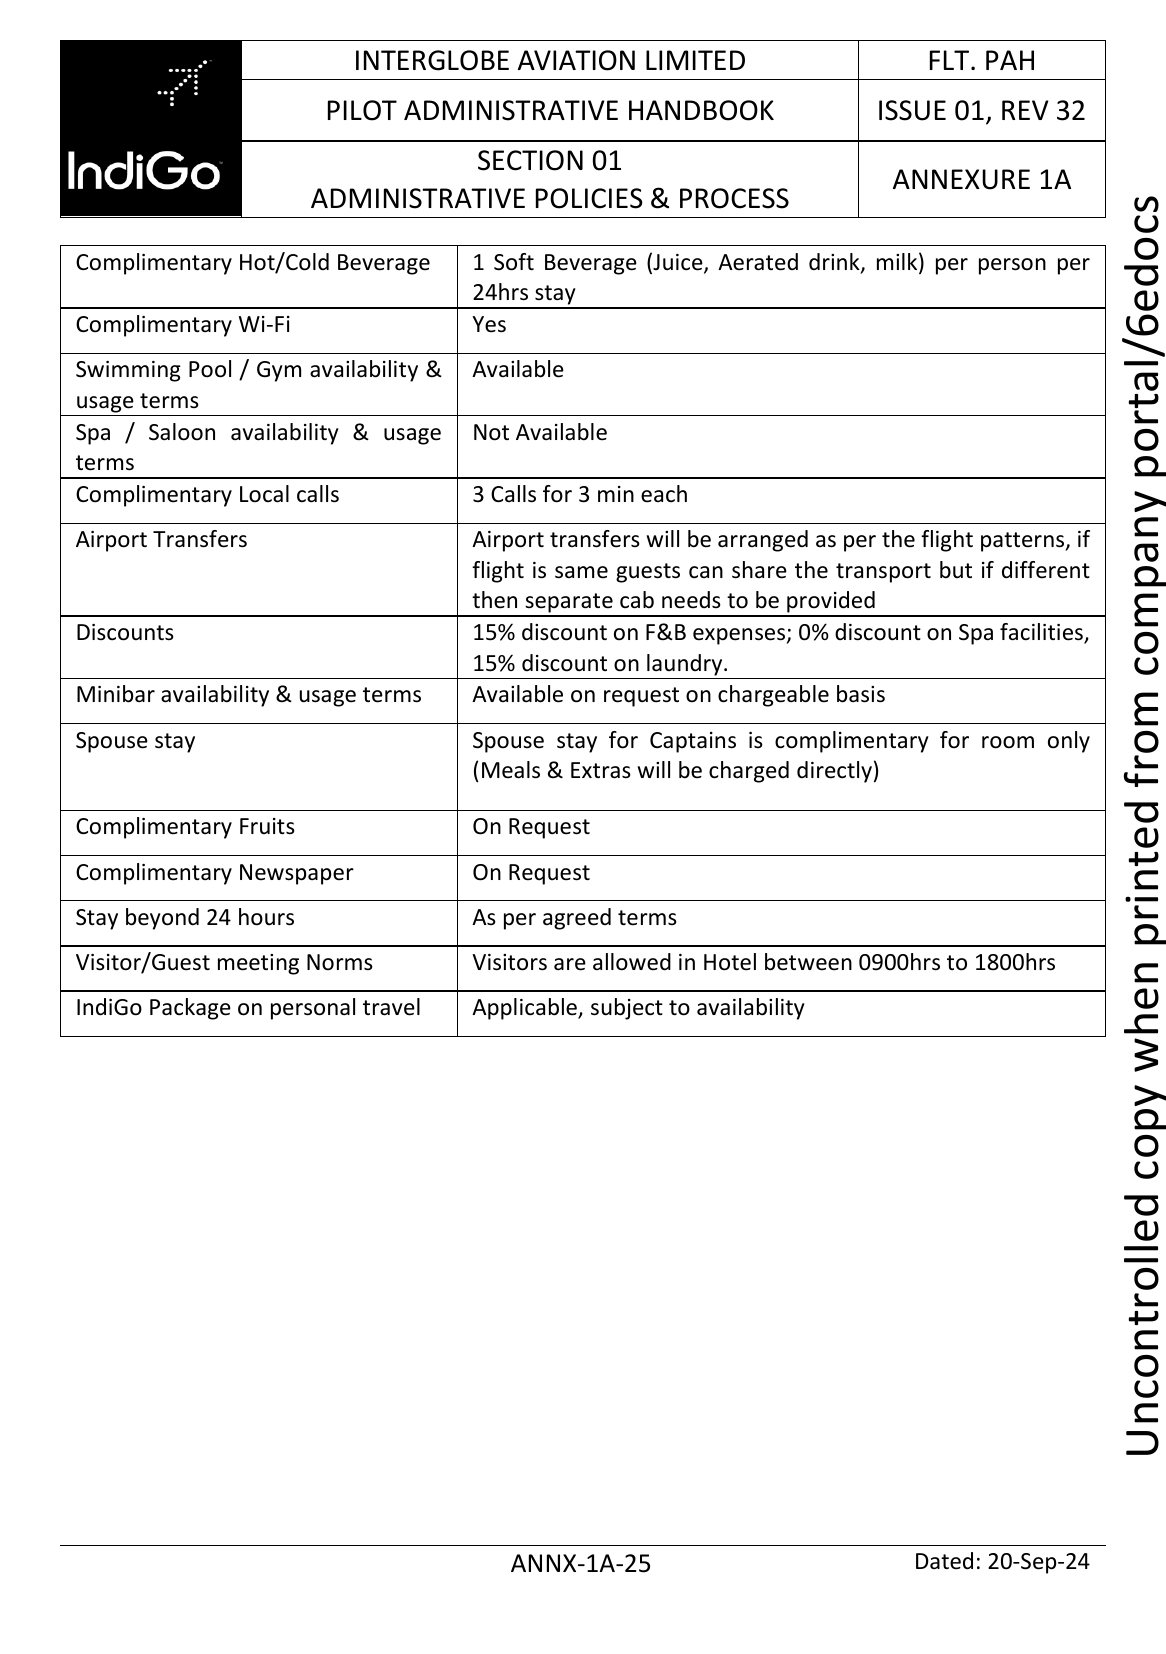 IndiGo
INTERGLOBE AVIATION LIMITED
FLT. PAH
PILOT ADMINISTRATIVE HANDBOOK
ISSUE 01, REV 32
SECTION 01
ADMINISTRATIVE POLICIES & PROCESS
ANNEXURE 1A
Complimentary Hot/Cold Beverage
1 Soft Beverage (Juice, Aerated drink, milk) per person per
24hrs stay
Complimentary Wi-Fi
Yes
Swimming Pool / Gym availability &
usage terms
Available
Spa / Saloon availability & usage
terms
Not Available
Complimentary Local calls
3 Calls for 3 min each
Airport Transfers
Airport transfers will be arranged as per the flight patterns, if
flight is same guests can share the transport but if different
then separate cab needs to be provided
Discounts
15% discount on F&B expenses; 0% discount on Spa facilities,
15% discount on laundry.
Minibar availability & usage terms
Available on request on chargeable basis
Spouse stay
Spouse stay for Captains is complimentary for room only
(Meals & Extras will be charged directly)
Complimentary Fruits
On Request
Complimentary Newspaper
On Request
Stay beyond 24 hours
As per agreed terms
Visitor/Guest meeting Norms
Visitors are allowed in Hotel between 0900hrs to 1800hrs
IndiGo Package on personal travel
Applicable, subject to availability
ANNX-1A-25
Dated: 20-Sep-24
Uncontrolled copy when printed from company portal/6edocs